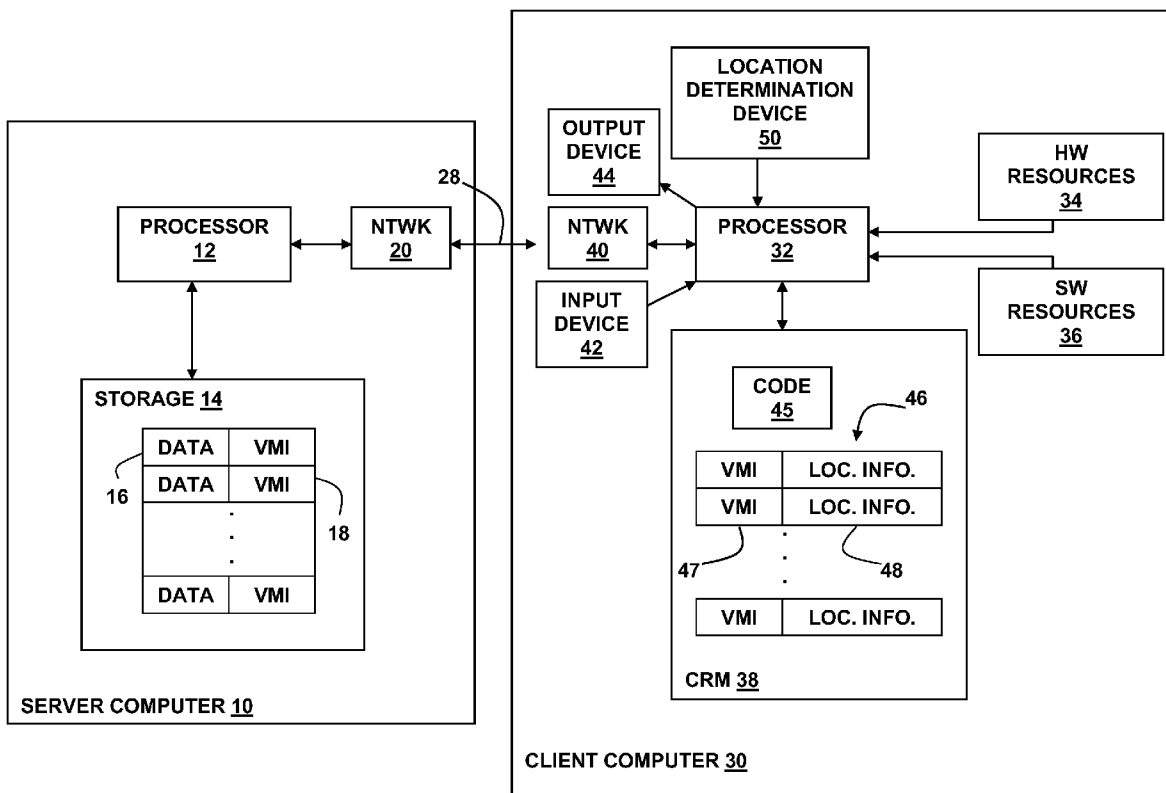 LOCATION
DETERMINATION
DEVICE
50
OUTPUT
DEVICE
44
HW
RESOURCES
34
28
PROCESSOR
12
NTWK
20
NTWK
40
PROCESSOR
32
INPUT
DEVICE
42
SW
RESOURCES
36
STORAGE 14
DATA VMI
DATA VMI
16
18
.
.
DATA VMI
SERVER COMPUTER 10
CODE
45
46
VMI LOC. INFO.
VMI LOC. INFO.
47
48
.
.
.
VMI LOC. INFO.
CRM 38
CLIENT COMPUTER 30